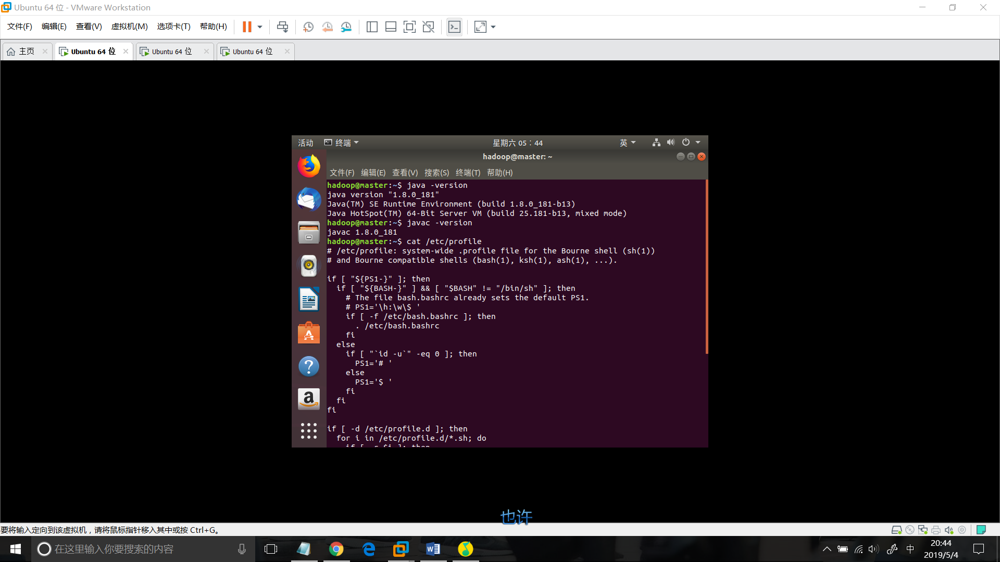 Ubuntu 64 位 - VMware Workstation
文件(F) 编辑(E) 查看(V) 虚拟机(M) 选项卡(T) 帮助(H)
主页 Ubuntu 64 位 Ubuntu 64 位 Ubuntu 64 位
活动 终端 星期六 05：44 英
hadoop@master: ~
文件(F) 编辑(E) 查看(V) 搜索(S) 终端(T) 帮助(H)
hadoop@master:~$ java -version
java version "1.8.0_181"
Java(TM) SE Runtime Environment (build 1.8.0_181-b13)
Java HotSpot(TM) 64-Bit Server VM (build 25.181-b13, mixed mode)
hadoop@master:~$ javac -version
javac 1.8.0_181
hadoop@master:~$ cat /etc/profile
# /etc/profile: system-wide .profile file for the Bourne shell (sh(1))
# and Bourne compatible shells (bash(1), ksh(1), ash(1), ...).
if [ "${PS1-}" ]; then
  if [ "${BASH-}" ] && [ "$BASH" != "/bin/sh" ]; then
    # The file bash.bashrc already sets the default PS1.
    # PS1='\h:\w\$ '
    if [ -f /etc/bash.bashrc ]; then
      . /etc/bash.bashrc
    fi
  else
    if [ "`id -u`" -eq 0 ]; then
      PS1='# '
    else
      PS1='$ '
    fi
  fi
fi
if [ -d /etc/profile.d ]; then
  for i in /etc/profile.d/*.sh; do
    if [ -r $i ]; then
也许
要将输入定向到该虚拟机，请将鼠标指针移入其中或按 Ctrl+G。
在这里输入你要搜索的内容
中
20:44
2019/5/4